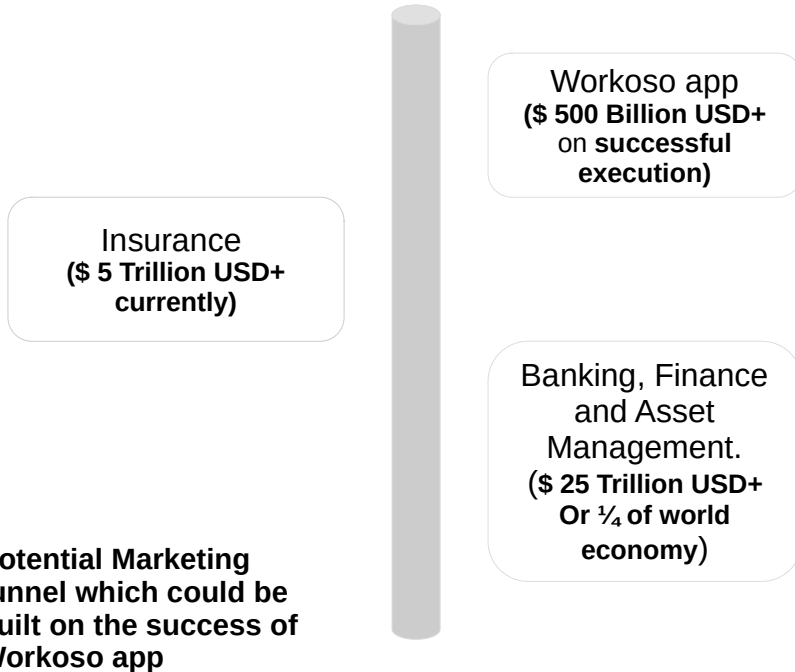 Workoso app
($ 500 Billion USD+
on successful
execution)
Insurance
($ 5 Trillion USD+
currently)
Banking, Finance
and Asset
Management.
($ 25 Trillion USD+
Or ¼ of world
economy)
otential Marketing
unnel which could be
uilt on the success of
Workoso app